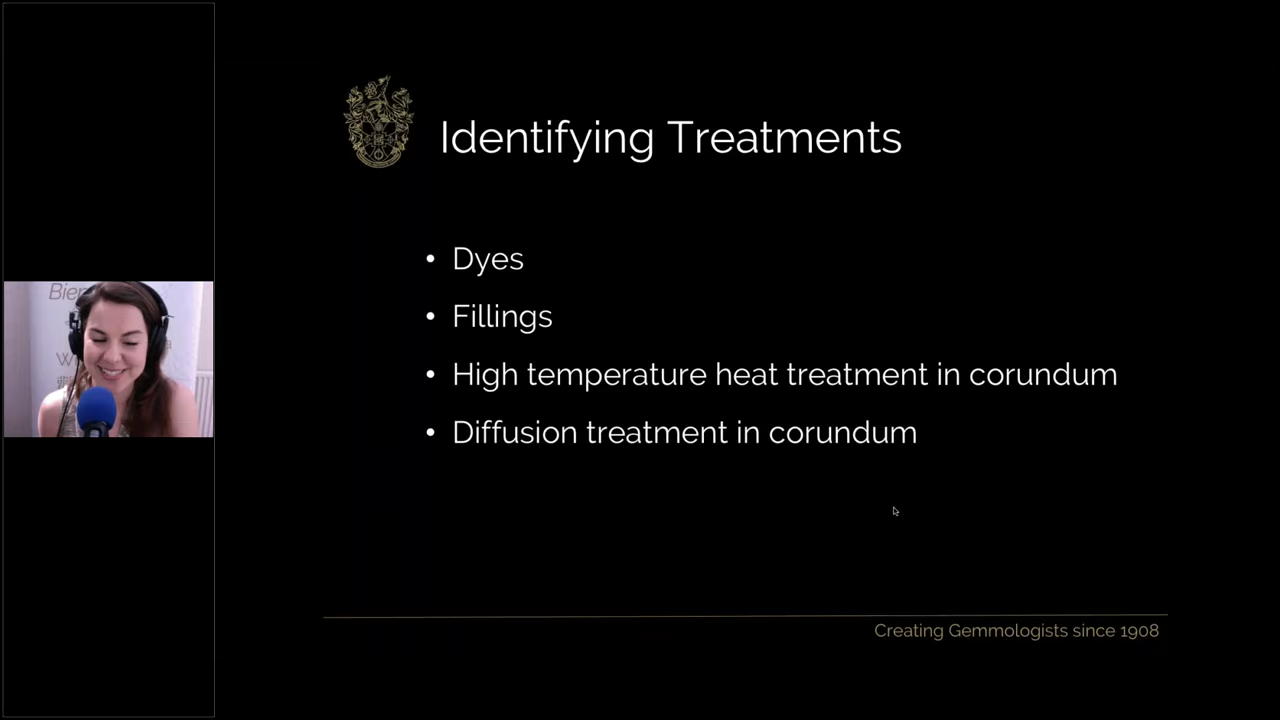 Identifying Treatments
• Dyes
• Fillings
• High temperature heat treatment in corundum
• Diffusion treatment in corundum
Creating Gemmologists since 1908